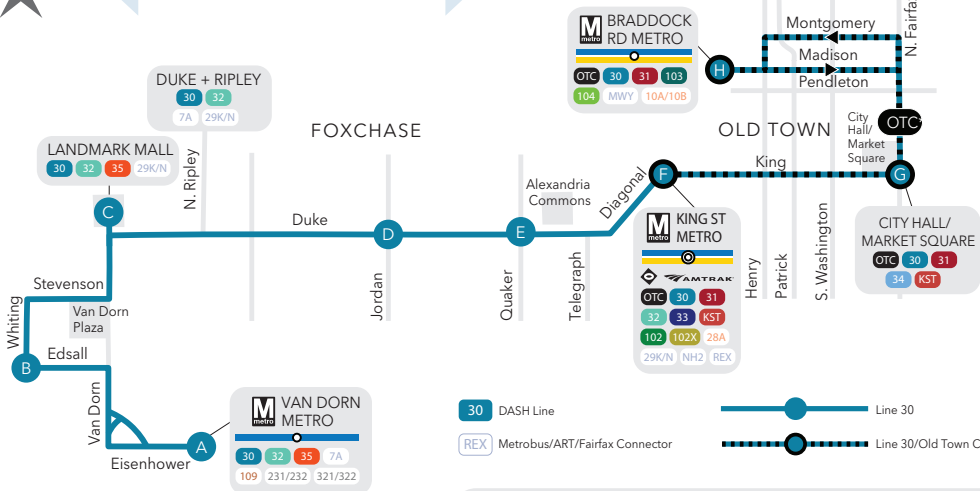 BRADDOCK
RD METRO
M
metro
OTC 30 31 103
104 MWY 10A/10B
H
Montgomery
Madison
Pendleton
N. Fairfa
City
Hall/
Market
Square
OTC
OLD TOWN
DUKE + RIPLEY
30 32
7A 29K/N
LANDMARK MALL
30 32 35 29K/N
N. Ripley
FOXCHASE
C
Duke
D
E
Alexandria
Commons
Diagonal
F
King
G
M
metro
KING ST
METRO
AMTRAK
OTC 30 31
32 33 KST
102 102X 28A
29K/N NH2 REX
CITY HALL/
MARKET SQUARE
OTC 30 31
34 KST
Jordan
Quaker
Telegraph
Henry
Patrick
S. Washington
Stevenson
Van Dorn
Plaza
Whiting
B
Edsall
Van Dorn
Eisenhower
A
M
metro
VAN DORN
METRO
30 32 35 7A
109 231/232 321/322
30 DASH Line
REX Metrobus/ART/Fairfax Connector
Line 30
Line 30/Old Town C